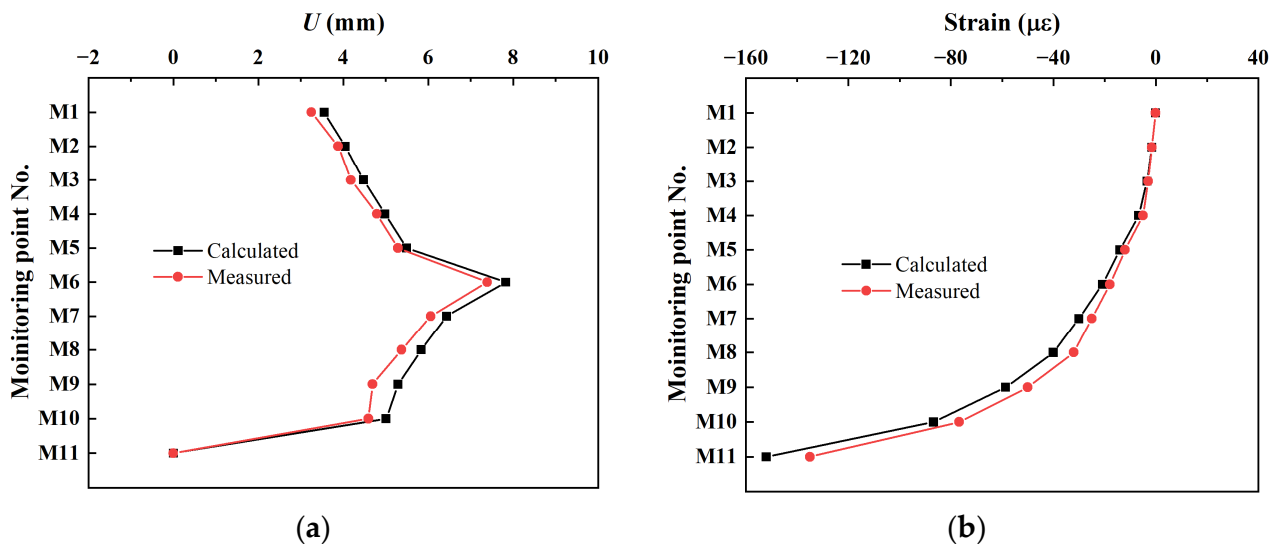 U (mm)
−2 0 2 4 6 8 10
Moinitoring point No.
M1
M2
M3
M4
M5
M6
M7
M8
M9
M10
M11
Calculated
Measured
(a)
Strain (με)
−160 −120 −80 −40 0 40
Moinitoring point No.
M1
M2
M3
M4
M5
M6
M7
M8
M9
M10
M11
Calculated
Measured
(b)